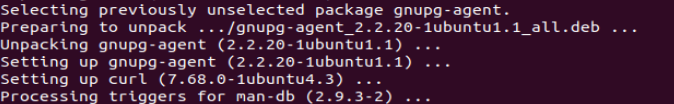 Selecting previously unselected package gnupg-agent.
Preparing to unpack .../gnupg-agent_2.2.20-1ubuntu1.1_all.deb ...
Unpacking gnupg-agent (2.2.20-1ubuntu1.1) ...
Setting up gnupg-agent (2.2.20-1ubuntu1.1) ...
Setting up curl (7.68.0-1ubuntu4.3) ...
Processing triggers for man-db (2.9.3-2) ...